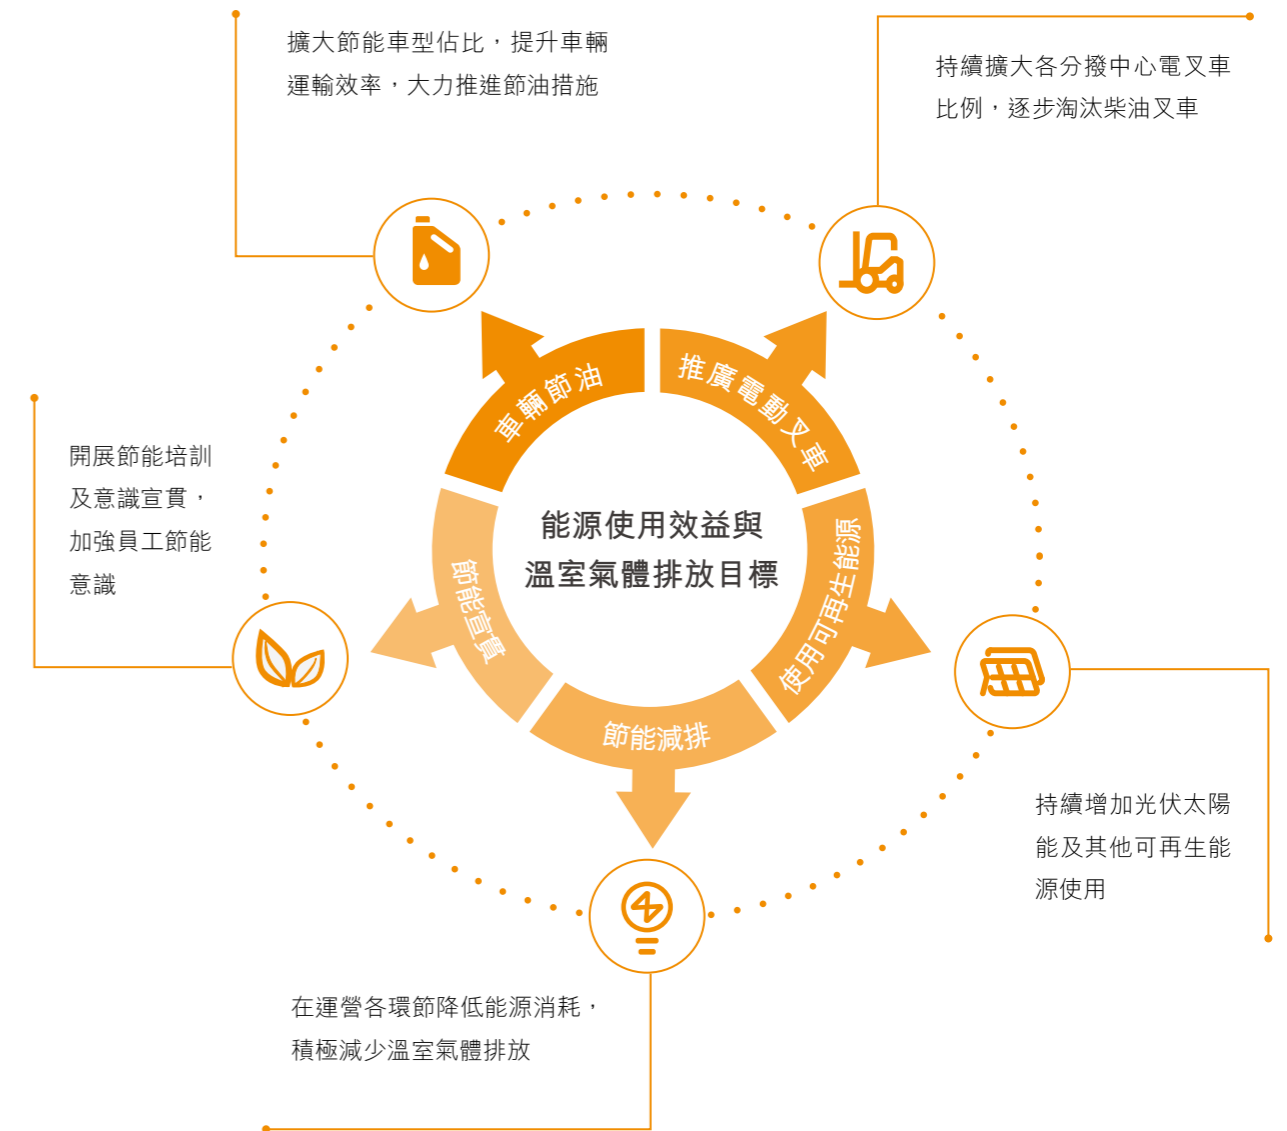 擴大節能車型佔比，提升車輛
運輸效率，大力推進節油措施
持續擴大各分撥中心電叉車
比例，逐步淘汰柴油叉車
車輛節油
推廣電動叉車
開展節能培訓
及意識宣貫，
加強員工節能
意識
能源使用效益與
溫室氣體排放目標
節能宣貫
使用可再生能源
節能減排
持續增加光伏太陽
能及其他可再生能
源使用
在運營各環節降低能源消耗，
積極減少溫室氣體排放